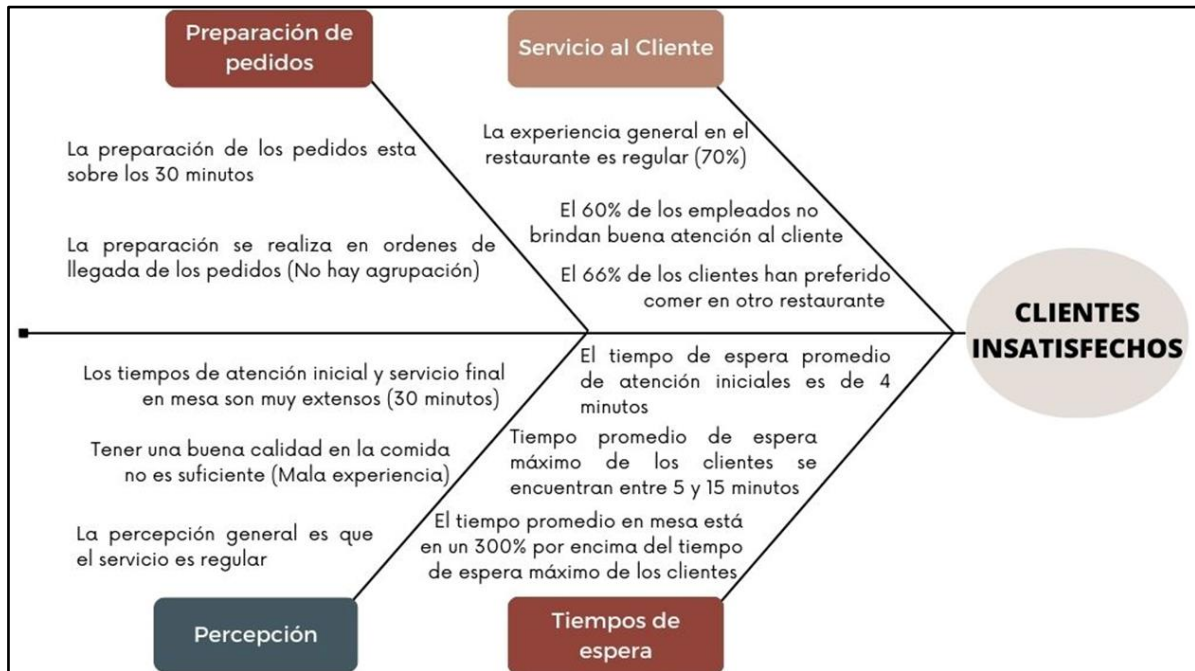 Preparación de
pedidos
Servicio al Cliente
La preparación de los pedidos esta
sobre los 30 minutos
La preparación se realiza en ordenes de
llegada de los pedidos (No hay agrupación)
La experiencia general en el
restaurante es regular (70%)
El 60% de los empleados no
brindan buena atención al cliente
El 66% de los clientes han preferido
comer en otro restaurante
CLIENTES
INSATISFECHOS
Los tiempos de atención inicial y servicio final
en mesa son muy extensos (30 minutos)
Tener una buena calidad en la comida
no es suficiente (Mala experiencia)
La percepción general es que
el servicio es regular
El tiempo de espera promedio
de atención iniciales es de 4
minutos
Tiempo promedio de espera
máximo de los clientes se
encuentran entre 5 y 15 minutos
El tiempo promedio en mesa está
en un 300% por encima del tiempo
de espera máximo de los clientes
Percepción
Tiempos de
espera